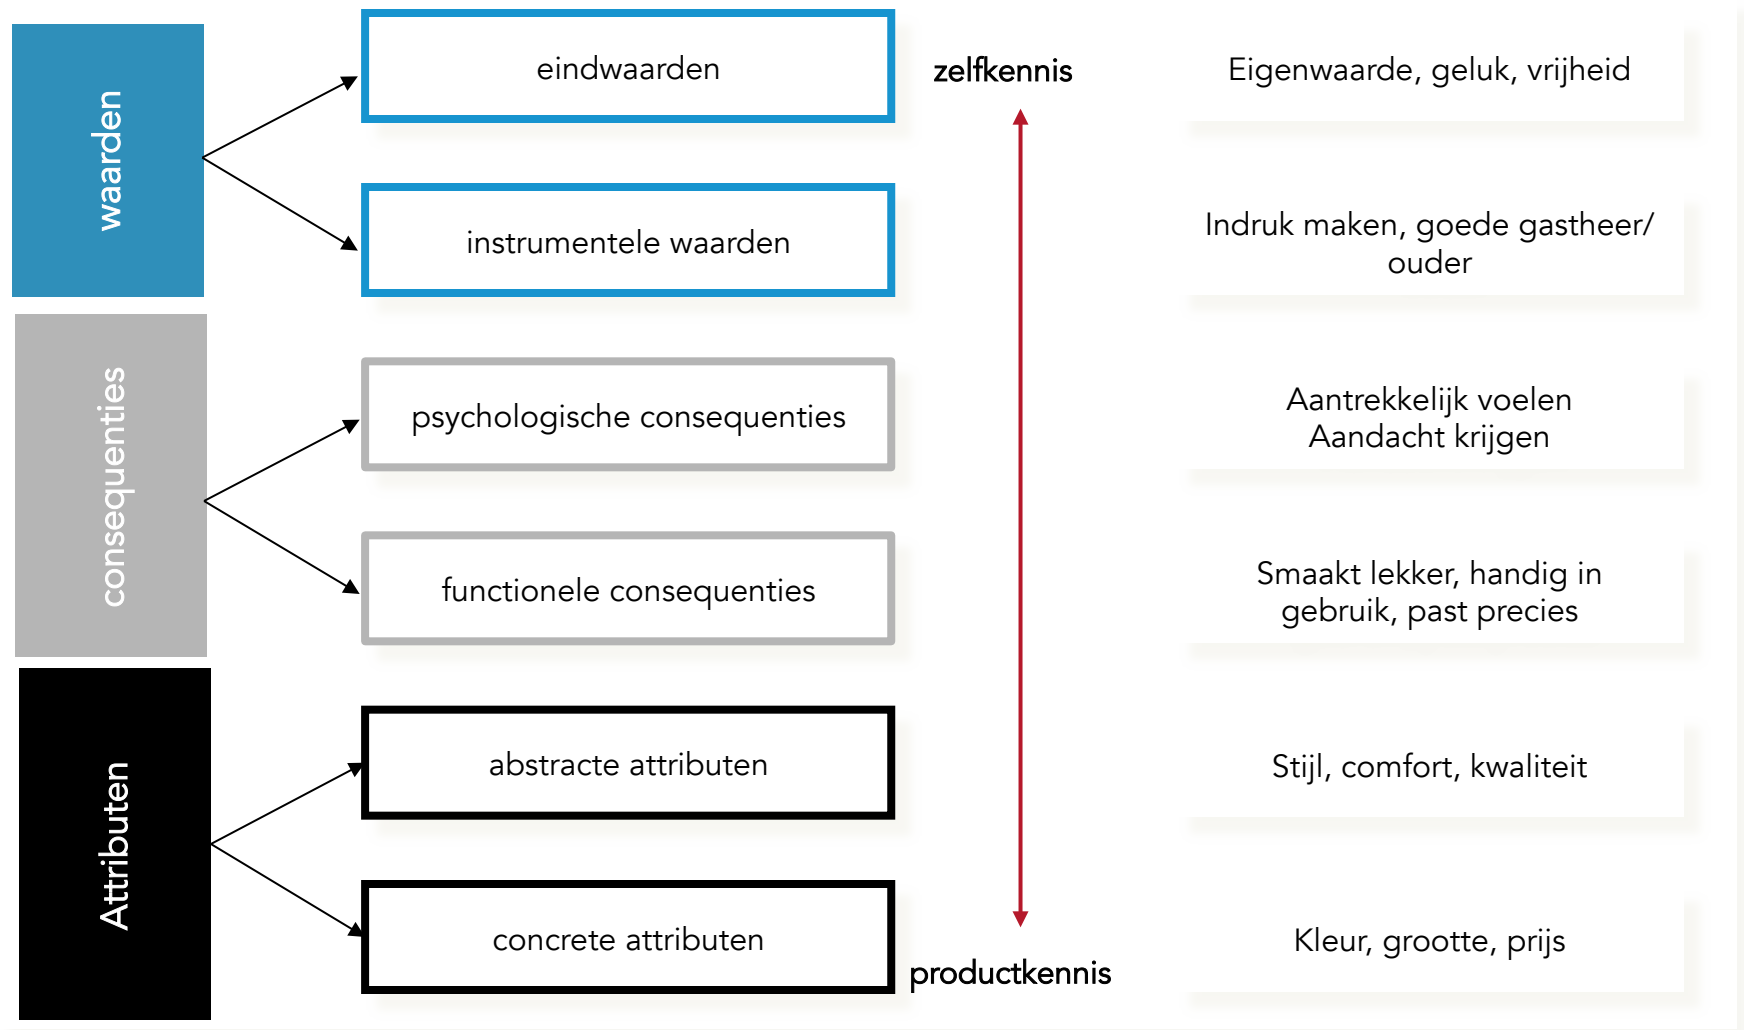 waarden
eindwaarden
zelfkennis
Eigenwaarde, geluk, vrijheid
instrumentele waarden
Indruk maken, goede gastheer/
ouder
consequenties
psychologische consequenties
Aantrekkelijk voelen
Aandacht krijgen
functionele consequenties
Smaakt lekker, handig in
gebruik, past precies
Attributen
abstracte attributen
Stijl, comfort, kwaliteit
concrete attributen
productkennis
Kleur, grootte, prijs